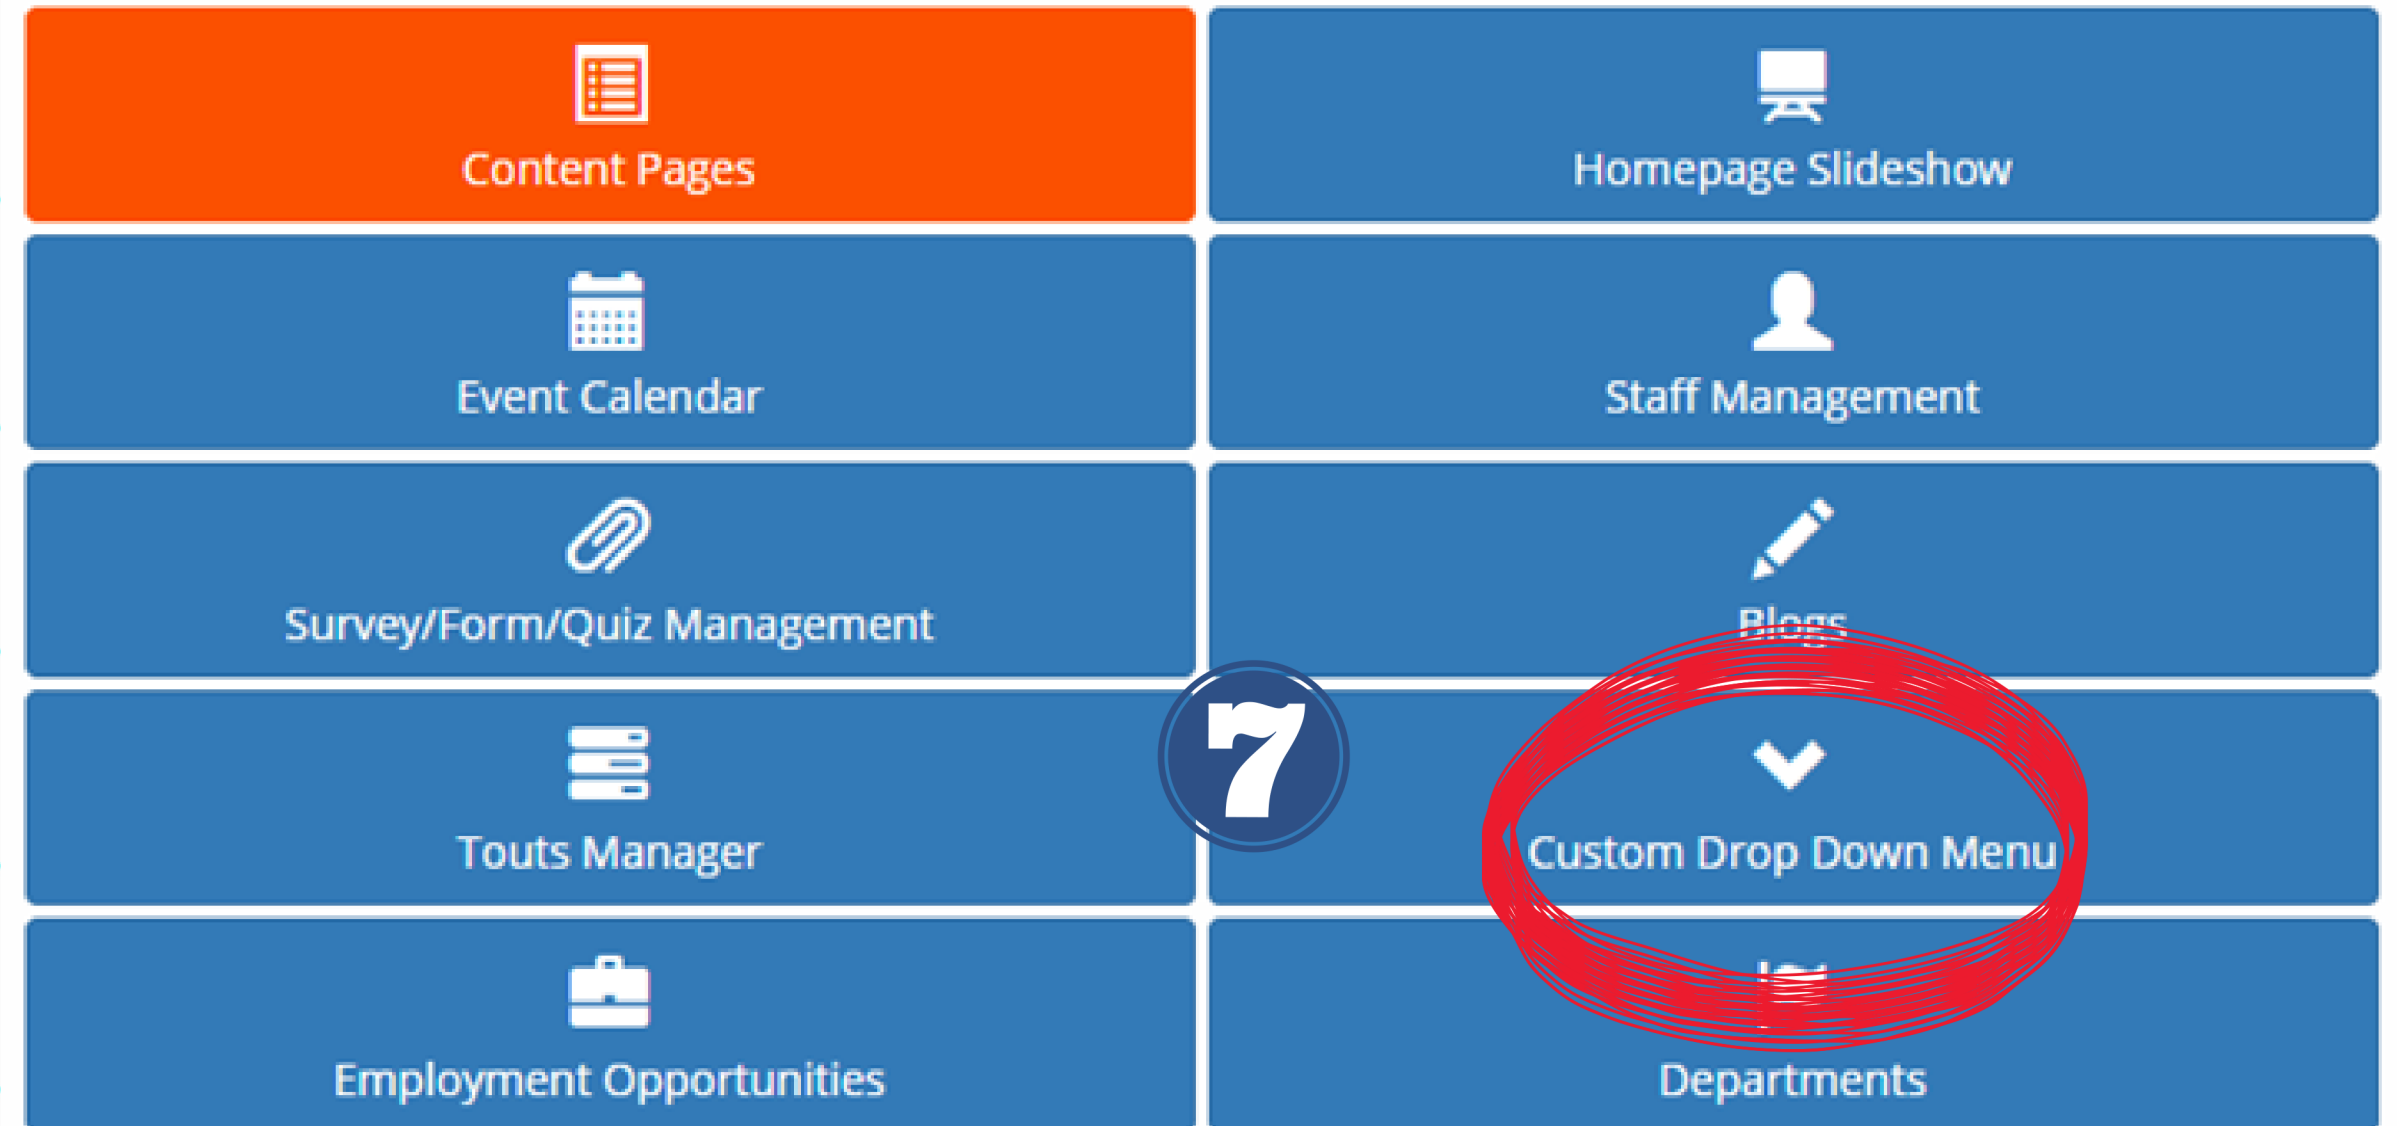 Content Pages
Homepage Slideshow
Event Calendar
Staff Management
Survey/Form/Quiz Management
Blogs
7
Touts Manager
Custom Drop Down Menu
Employment Opportunities
Departments